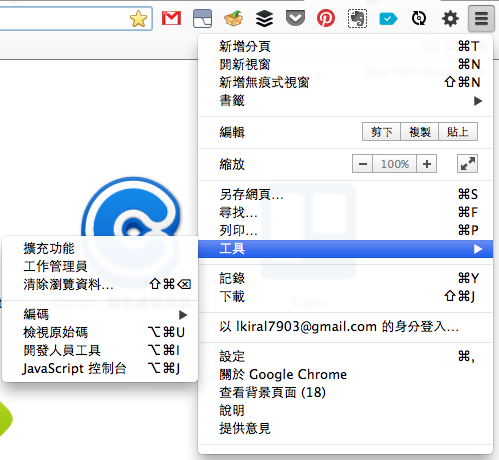 新增分頁 ⌘T
開新視窗 ⌘N
新增無痕式視窗 ⇧⌘N
書籤
編輯 剪下 複製 貼上
縮放 − 100% +
另存網頁... ⌘S
尋找... ⌘F
列印... ⌘P
工具
擴充功能
工作管理員
清除瀏覽資料... ⇧⌘⌫
編碼
檢視原始碼 ⌥⌘U
開發人員工具 ⌥⌘I
JavaScript 控制台 ⌥⌘J
記錄 ⌘Y
下載 ⇧⌘J
以 lkiral7903@gmail.com 的身分登入...
設定 ⌘,
關於 Google Chrome
查看背景頁面 (18)
說明
提供意見